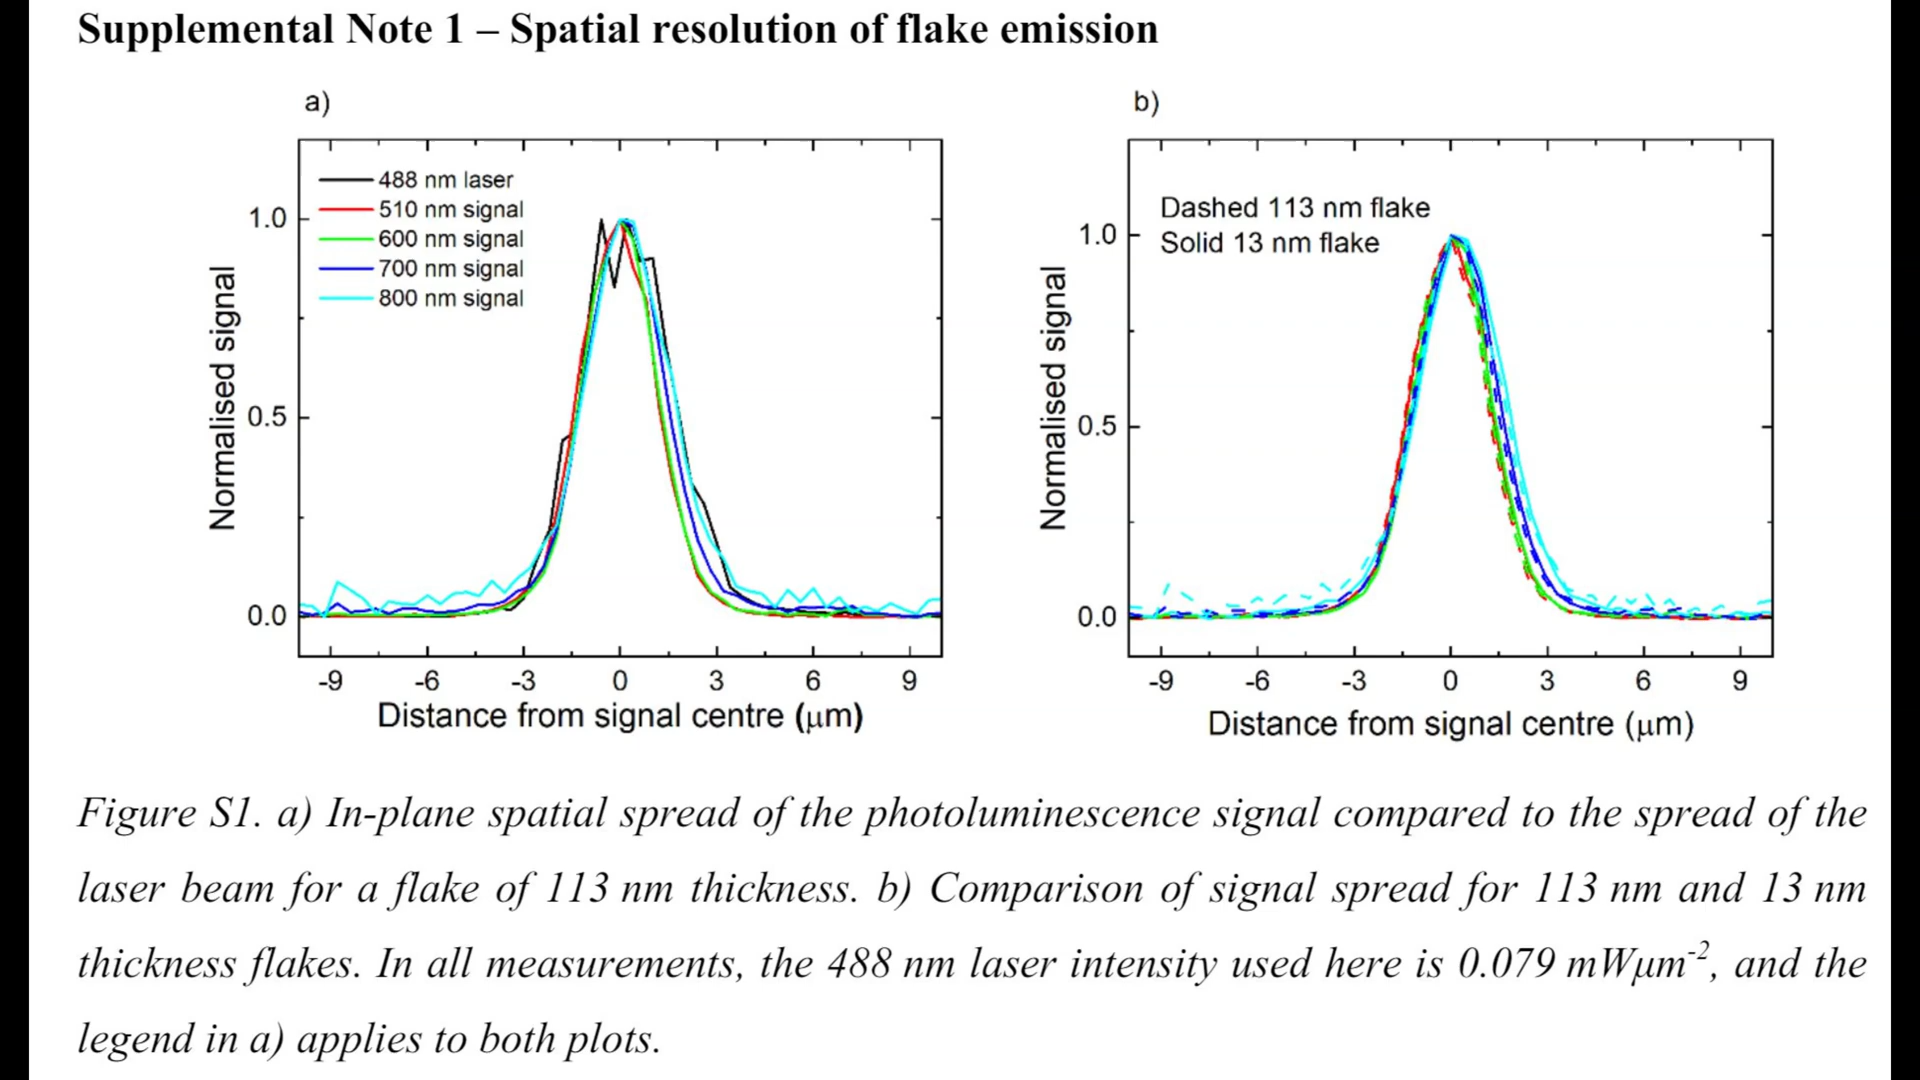 Supplemental Note 1 – Spatial resolution of flake emission
a)
488 nm laser
510 nm signal
600 nm signal
700 nm signal
800 nm signal
1.0
0.5
0.0
Normalised signal
-9 -6 -3 0 3 6 9
Distance from signal centre (μm)
b)
Dashed 113 nm flake
Solid 13 nm flake
1.0
0.5
0.0
Normalised signal
-9 -6 -3 0 3 6 9
Distance from signal centre (μm)
Figure S1. a) In-plane spatial spread of the photoluminescence signal compared to the spread of the
laser beam for a flake of 113 nm thickness. b) Comparison of signal spread for 113 nm and 13 nm
thickness flakes. In all measurements, the 488 nm laser intensity used here is 0.079 mWμm⁻², and the
legend in a) applies to both plots.